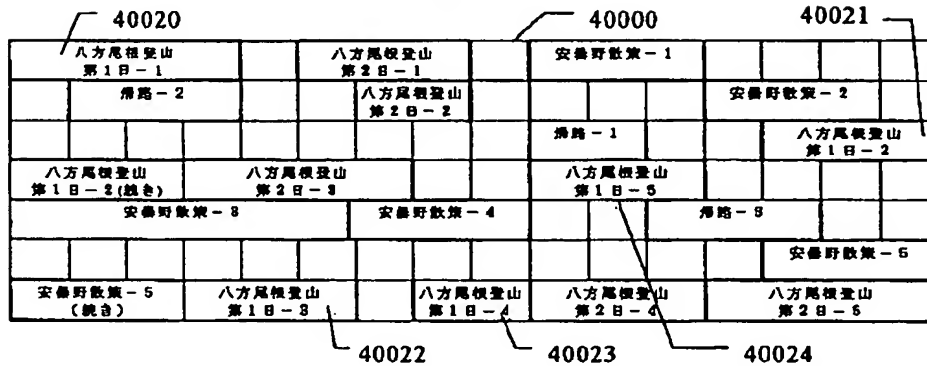 40020
40000
40021
八方尾根登山
第1日-1
八方尾根登山
第2日-1
安曇野散策-1
帰路-2
八方尾根登山
第2日-2
安曇野散策-2
帰路-1
八方尾根登山
第1日-2
八方尾根登山
第1日-2(続き)
八方尾根登山
第2日-3
八方尾根登山
第1日-5
安曇野散策-3
安曇野散策-4
帰路-3
安曇野散策-5
安曇野散策-5
(続き)
八方尾根登山
第1日-3
八方尾根登山
第1日-4
八方尾根登山
第2日-4
八方尾根登山
第2日-5
40022
40023
40024